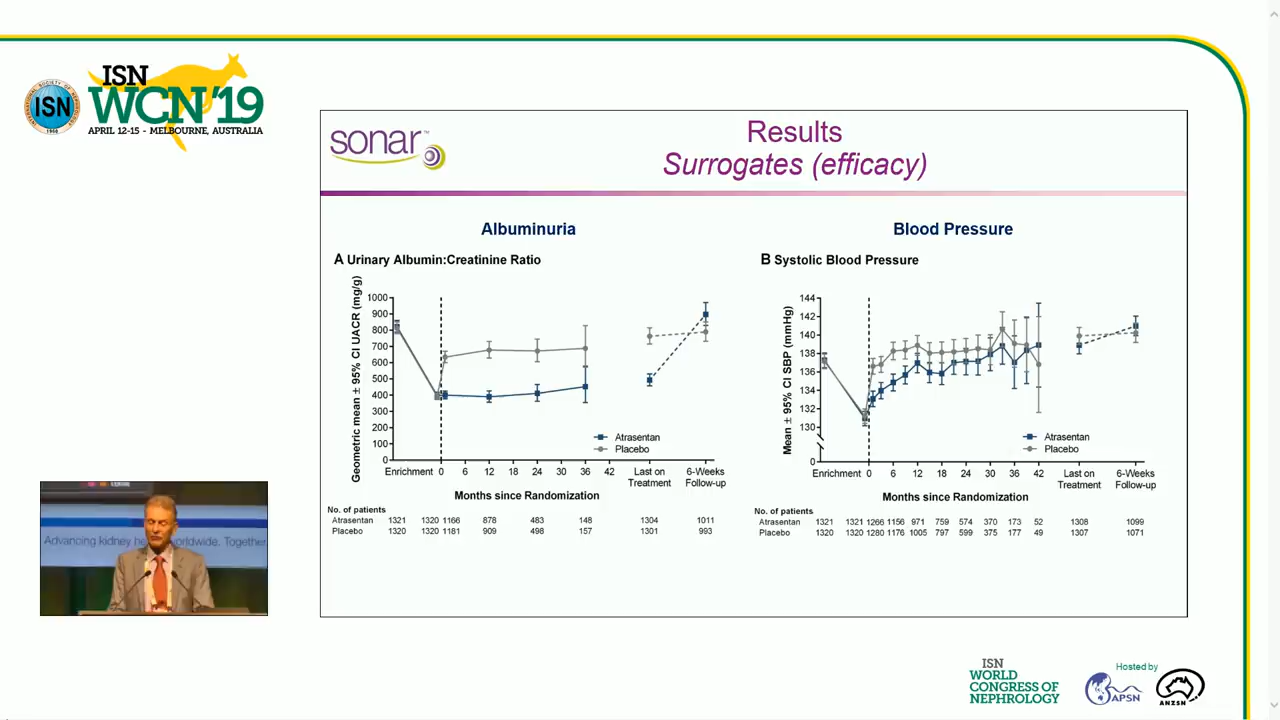 ISN
WCN'19
APRIL 12-15 - MELBOURNE, AUSTRALIA
INTERNATIONAL SOCIETY OF NEPHROLOGY
ISN
sonar™
Results
Surrogates (efficacy)
Albuminuria
A Urinary Albumin:Creatinine Ratio
Geometric mean ± 95% CI UACR (mg/g)
1000
900
800
700
600
500
400
300
200
100
0
Atrasentan
Placebo
Enrichment 0 6 12 18 24 30 36 42 Last on Treatment 6-Weeks Follow-up
Months since Randomization
No. of patients
Atrasentan 1321 1320 1166 878 483 148 1304 1011
Placebo 1320 1320 1181 909 498 157 1301 993
Blood Pressure
B Systolic Blood Pressure
Mean ± 95% CI SBP (mmHg)
144
142
140
138
136
134
132
130
0
Atrasentan
Placebo
Enrichment 0 6 12 18 24 30 36 42 Last on Treatment 6-Weeks Follow-up
Months since Randomization
No. of patients
Atrasentan 1321 1321 1266 1156 971 759 574 370 173 52 1308 1099
Placebo 1320 1320 1280 1176 1005 797 599 375 177 49 1307 1071
Advancing kidney he worldwide. Together.
ISN
WORLD
CONGRESS OF
NEPHROLOGY
Hosted by
APSN
ANZSN